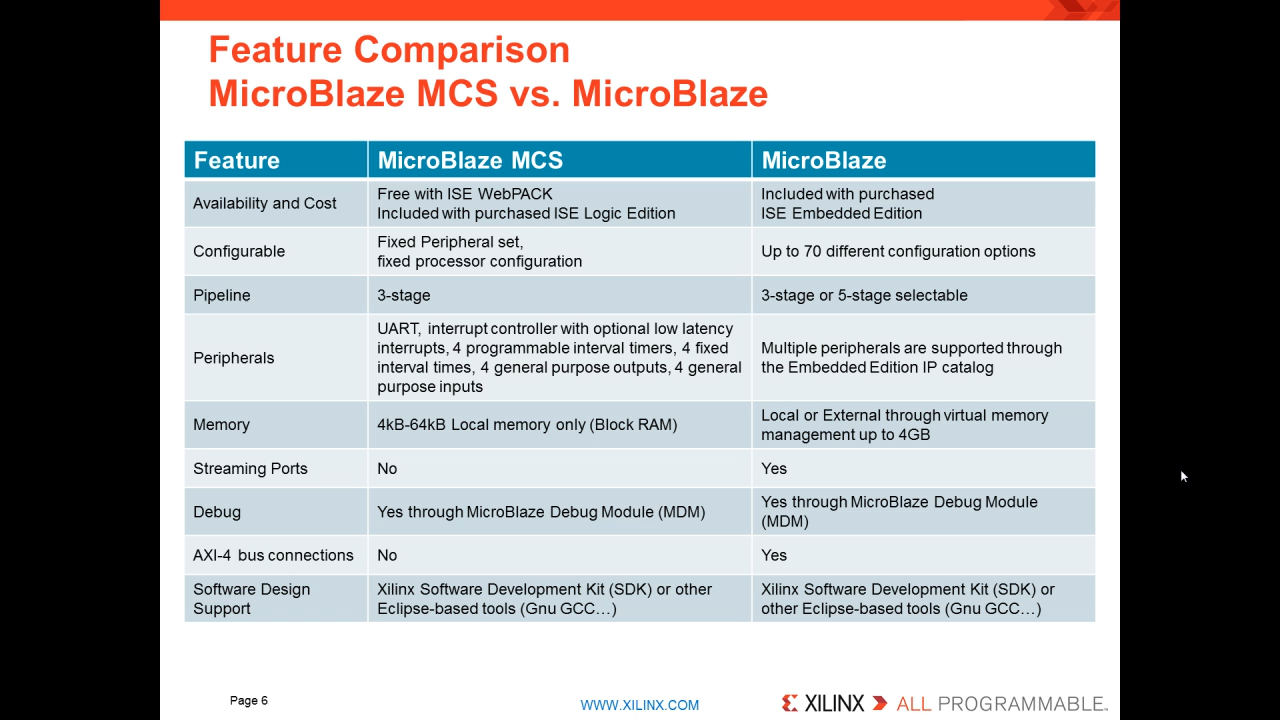 Feature Comparison
MicroBlaze MCS vs. MicroBlaze
Feature
MicroBlaze MCS
MicroBlaze
Availability and Cost
Free with ISE WebPACK
Included with purchased ISE Logic Edition
Included with purchased
ISE Embedded Edition
Configurable
Fixed Peripheral set,
fixed processor configuration
Up to 70 different configuration options
Pipeline
3-stage
3-stage or 5-stage selectable
Peripherals
UART, interrupt controller with optional low latency
interrupts, 4 programmable interval timers, 4 fixed
interval times, 4 general purpose outputs, 4 general
purpose inputs
Multiple peripherals are supported through
the Embedded Edition IP catalog
Memory
4kB-64kB Local memory only (Block RAM)
Local or External through virtual memory
management up to 4GB
Streaming Ports
No
Yes
Debug
Yes through MicroBlaze Debug Module (MDM)
Yes through MicroBlaze Debug Module
(MDM)
AXI-4 bus connections
No
Yes
Software Design
Support
Xilinx Software Development Kit (SDK) or other
Eclipse-based tools (Gnu GCC…)
Xilinx Software Development Kit (SDK) or
other Eclipse-based tools (Gnu GCC…)
Page 6
WWW.XILINX.COM
XILINX ALL PROGRAMMABLE™